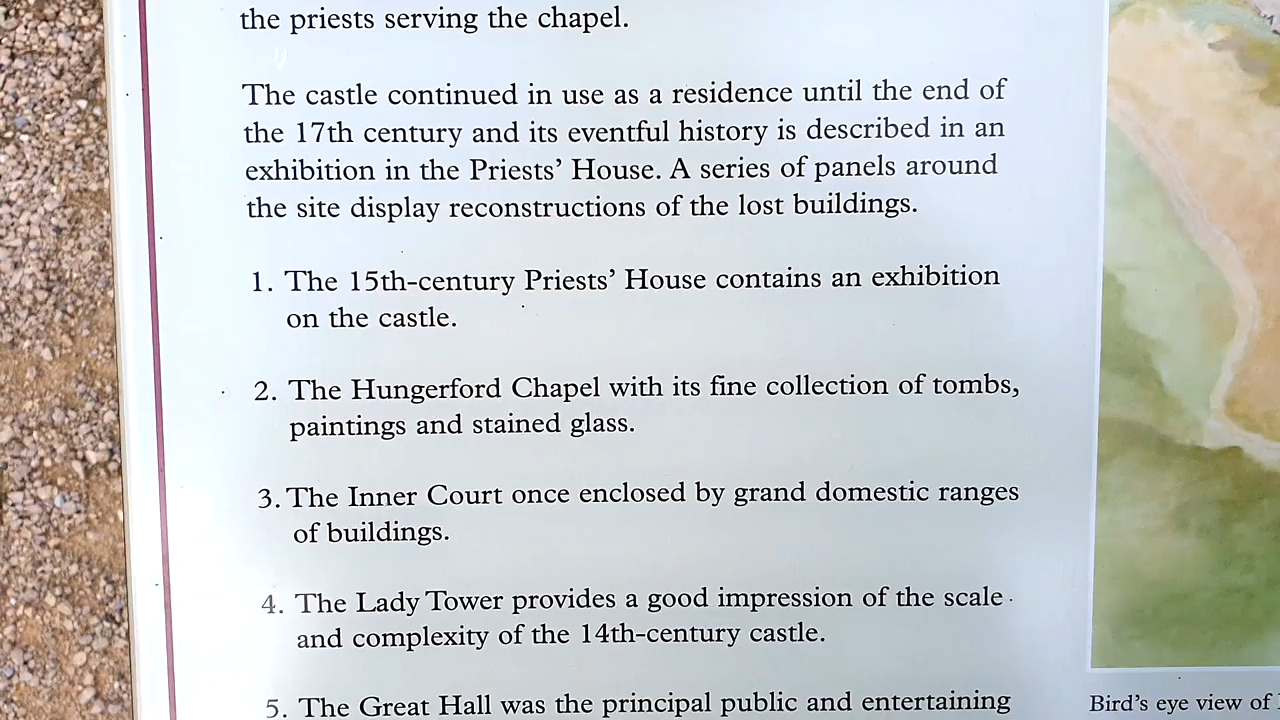 the priests serving the chapel.
The castle continued in use as a residence until the end of
the 17th century and its eventful history is described in an
exhibition in the Priests’ House. A series of panels around
the site display reconstructions of the lost buildings.
1. The 15th-century Priests’ House contains an exhibition
on the castle.
2. The Hungerford Chapel with its fine collection of tombs,
paintings and stained glass.
3. The Inner Court once enclosed by grand domestic ranges
of buildings.
4. The Lady Tower provides a good impression of the scale
and complexity of the 14th-century castle.
5. The Great Hall was the principal public and entertaining
Bird’s eye view of